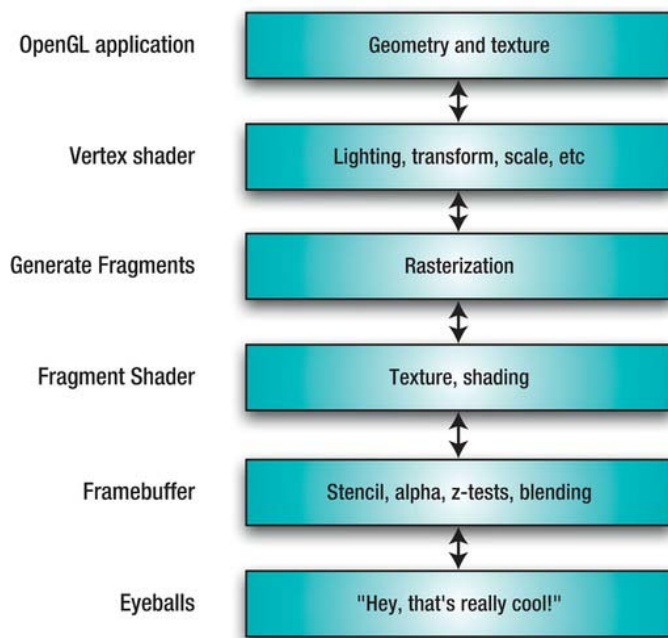 OpenGL application
Geometry and texture
Vertex shader
Lighting, transform, scale, etc
Generate Fragments
Rasterization
Fragment Shader
Texture, shading
Framebuffer
Stencil, alpha, z-tests, blending
Eyeballs
"Hey, that's really cool!"